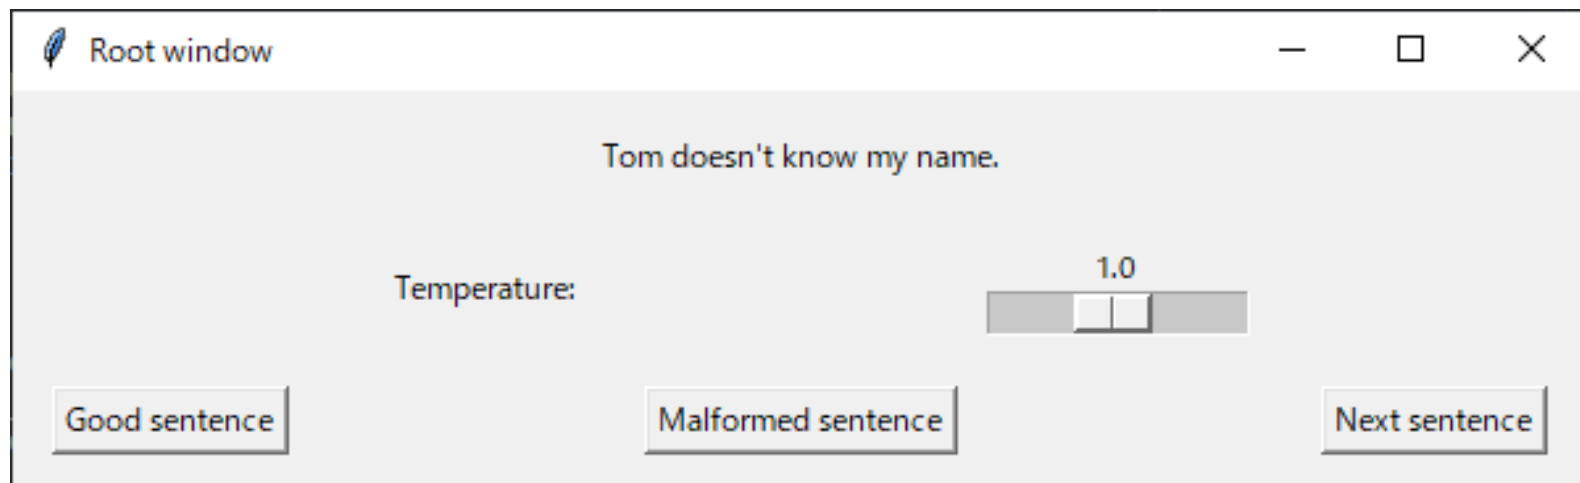 Root window
Tom doesn't know my name.
1.0
Temperature:
Good sentence
Malformed sentence
Next sentence